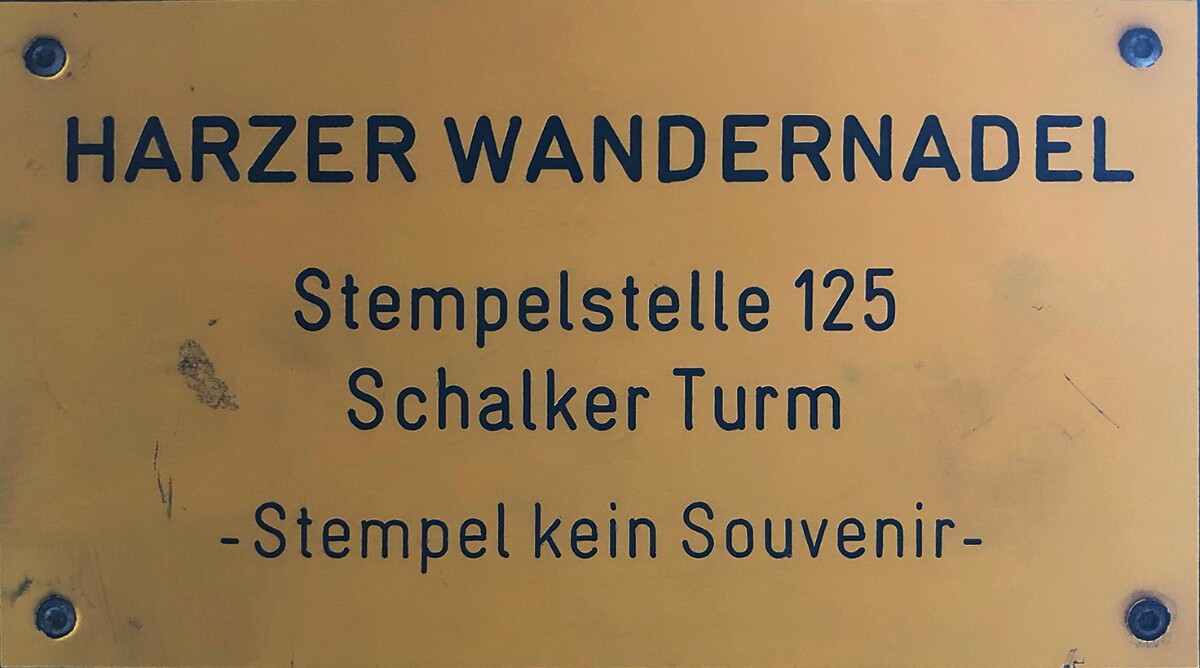 HARZER WANDERNADEL
Stempelstelle 125
Schalker Turm
-Stempel kein Souvenir-